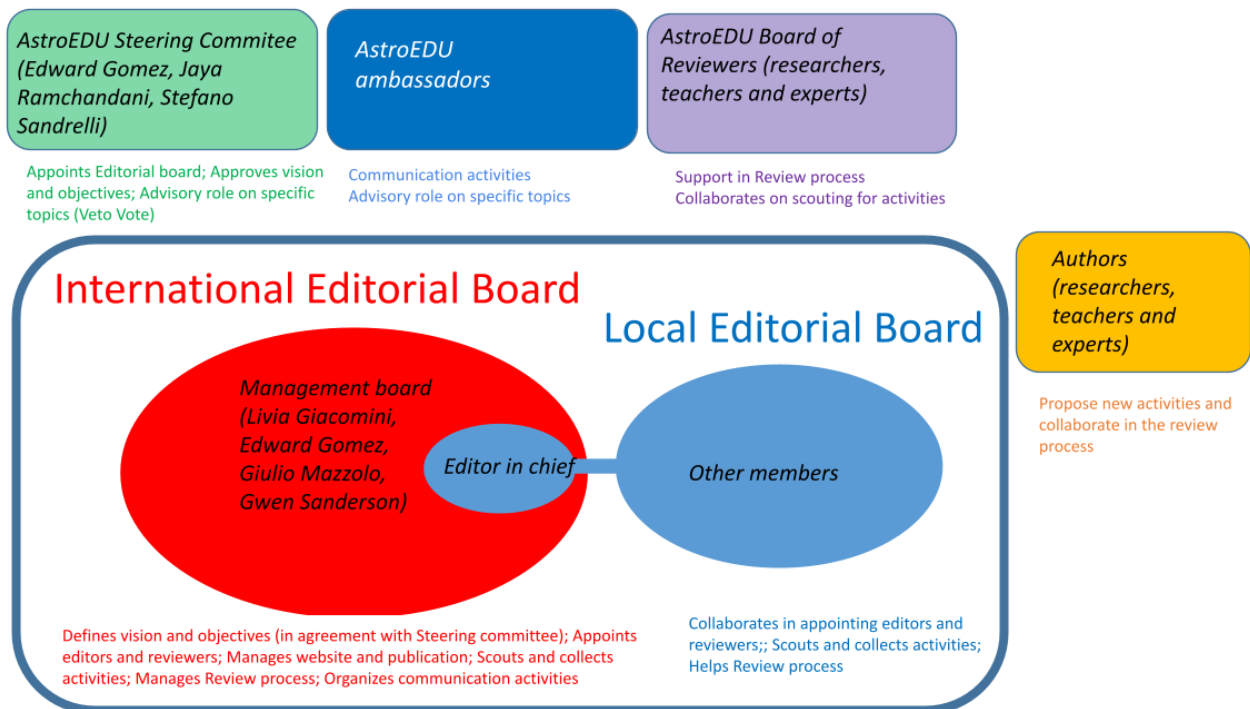 AstroEDU Steering Commitee
(Edward Gomez, Jaya
Ramchandani, Stefano
Sandrelli)
AstroEDU
ambassadors
AstroEDU Board of
Reviewers (researchers,
teachers and experts)
Appoints Editorial board; Approves vision
and objectives; Advisory role on specific
topics (Veto Vote)
Communication activities
Advisory role on specific topics
Support in Review process
Collaborates on scouting for activities
Authors
(researchers,
teachers and
experts)
Propose new activities and
collaborate in the review
process
International Editorial Board
Local Editorial Board
Management board
(Livia Giacomini,
Edward Gomez,
Giulio Mazzolo,
Gwen Sanderson)
Editor in chief
Other members
Defines vision and objectives (in agreement with Steering committee); Appoints
editors and reviewers; Manages website and publication; Scouts and collects
activities; Manages Review process; Organizes communication activities
Collaborates in appointing editors and
reviewers;; Scouts and collects activities;
Helps Review process